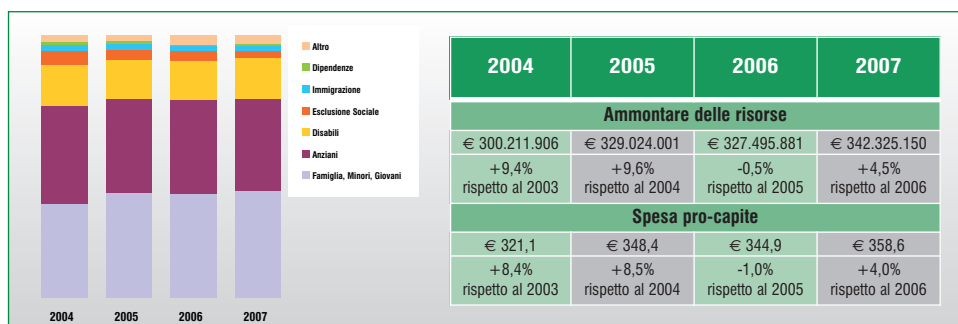 Altro
Dipendenze
Immigrazione
Esclusione Sociale
Disabili
Anziani
Famiglia, Minori, Giovani
2004 2005 2006 2007
2004 2005 2006 2007
Ammontare delle risorse
€ 300.211.906 € 329.024.001 € 327.495.881 € 342.325.150
+9,4% +9,6% -0,5% +4,5%
rispetto al 2003 rispetto al 2004 rispetto al 2005 rispetto al 2006
Spesa pro-capite
€ 321,1 € 348,4 € 344,9 € 358,6
+8,4% +8,5% -1,0% +4,0%
rispetto al 2003 rispetto al 2004 rispetto al 2005 rispetto al 2006